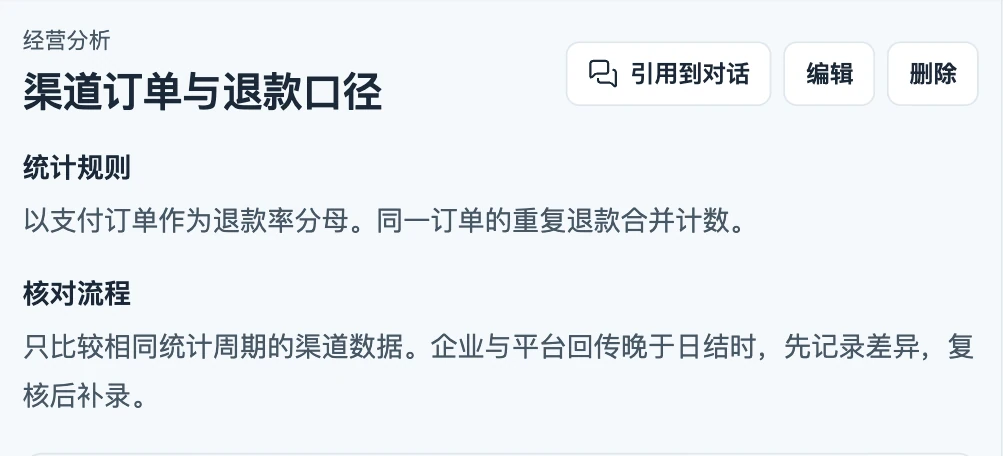 经营分析
渠道订单与退款口径
引用到对话
编辑
删除
统计规则
以支付订单作为退款率分母。同一订单的重复退款合并计数。
核对流程
只比较相同统计周期的渠道数据。企业与平台回传晚于日结时，先记录差异，复
核后补录。